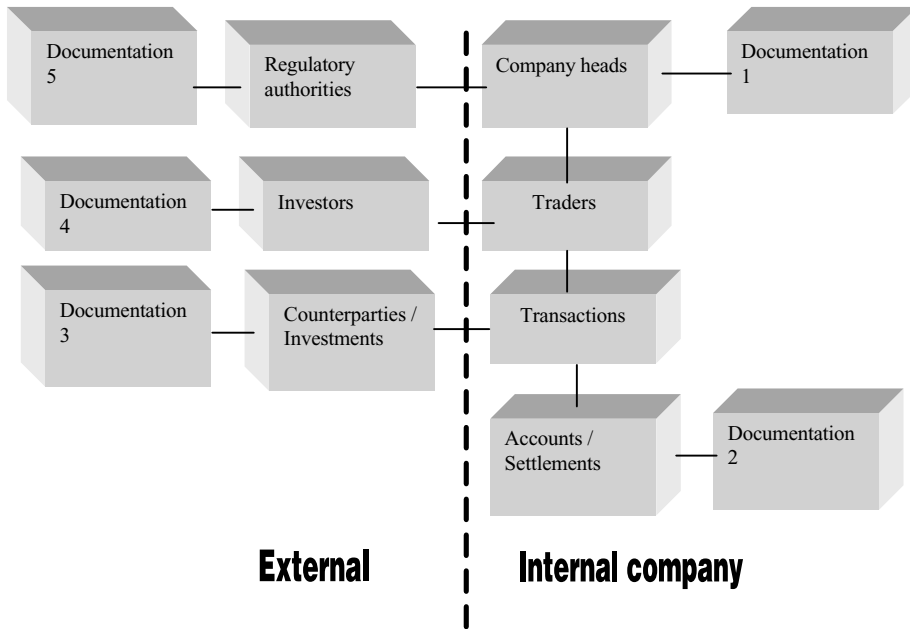 Documentation
5
Regulatory
authorities
Company heads
Documentation
1
Documentation
4
Investors
Traders
Documentation
3
Counterparties /
Investments
Transactions
Accounts /
Settlements
Documentation
2
External
Internal company